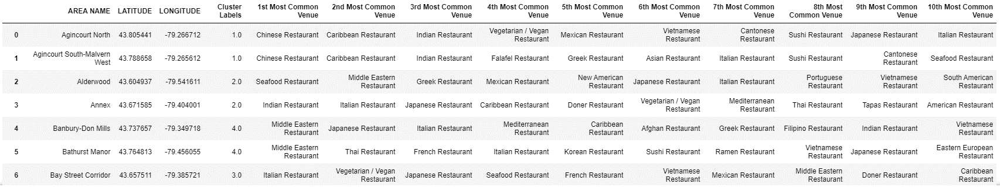 AREA NAME LATITUDE LONGITUDE Cluster Labels 1st Most Common Venue 2nd Most Common Venue 3rd Most Common Venue 4th Most Common Venue 5th Most Common Venue 6th Most Common Venue 7th Most Common Venue 8th Most Common Venue 9th Most Common Venue 10th Most Common Venue
0 Agincourt North 43.805441 -79.266712 1.0 Chinese Restaurant Caribbean Restaurant Indian Restaurant Vegetarian / Vegan Restaurant Mexican Restaurant Vietnamese Restaurant Cantonese Restaurant Sushi Restaurant Japanese Restaurant Italian Restaurant
1 Agincourt South-Malvern West 43.788658 -79.265612 1.0 Chinese Restaurant Caribbean Restaurant Indian Restaurant Falafel Restaurant Greek Restaurant Asian Restaurant Italian Restaurant Sushi Restaurant Cantonese Restaurant Seafood Restaurant
2 Alderwood 43.604937 -79.541611 2.0 Seafood Restaurant Middle Eastern Restaurant Greek Restaurant Mexican Restaurant New American Restaurant Japanese Restaurant Italian Restaurant Portuguese Restaurant Vietnamese Restaurant South American Restaurant
3 Annex 43.671585 -79.404001 2.0 Indian Restaurant Italian Restaurant Japanese Restaurant Caribbean Restaurant Doner Restaurant Vegetarian / Vegan Restaurant Mediterranean Restaurant Thai Restaurant Tapas Restaurant American Restaurant
4 Banbury-Don Mills 43.737657 -79.349718 4.0 Middle Eastern Restaurant Japanese Restaurant Italian Restaurant Mediterranean Restaurant Caribbean Restaurant Afghan Restaurant Greek Restaurant Filipino Restaurant Indian Restaurant Vietnamese Restaurant
5 Bathurst Manor 43.764813 -79.456055 4.0 Middle Eastern Restaurant Thai Restaurant French Restaurant Italian Restaurant Korean Restaurant Sushi Restaurant Ramen Restaurant Vietnamese Restaurant Japanese Restaurant Eastern European Restaurant
6 Bay Street Corridor 43.657511 -79.385721 3.0 Italian Restaurant Vegetarian / Vegan Restaurant Japanese Restaurant Seafood Restaurant French Restaurant Vietnamese Restaurant Mexican Restaurant Middle Eastern Restaurant Doner Restaurant Caribbean Restaurant